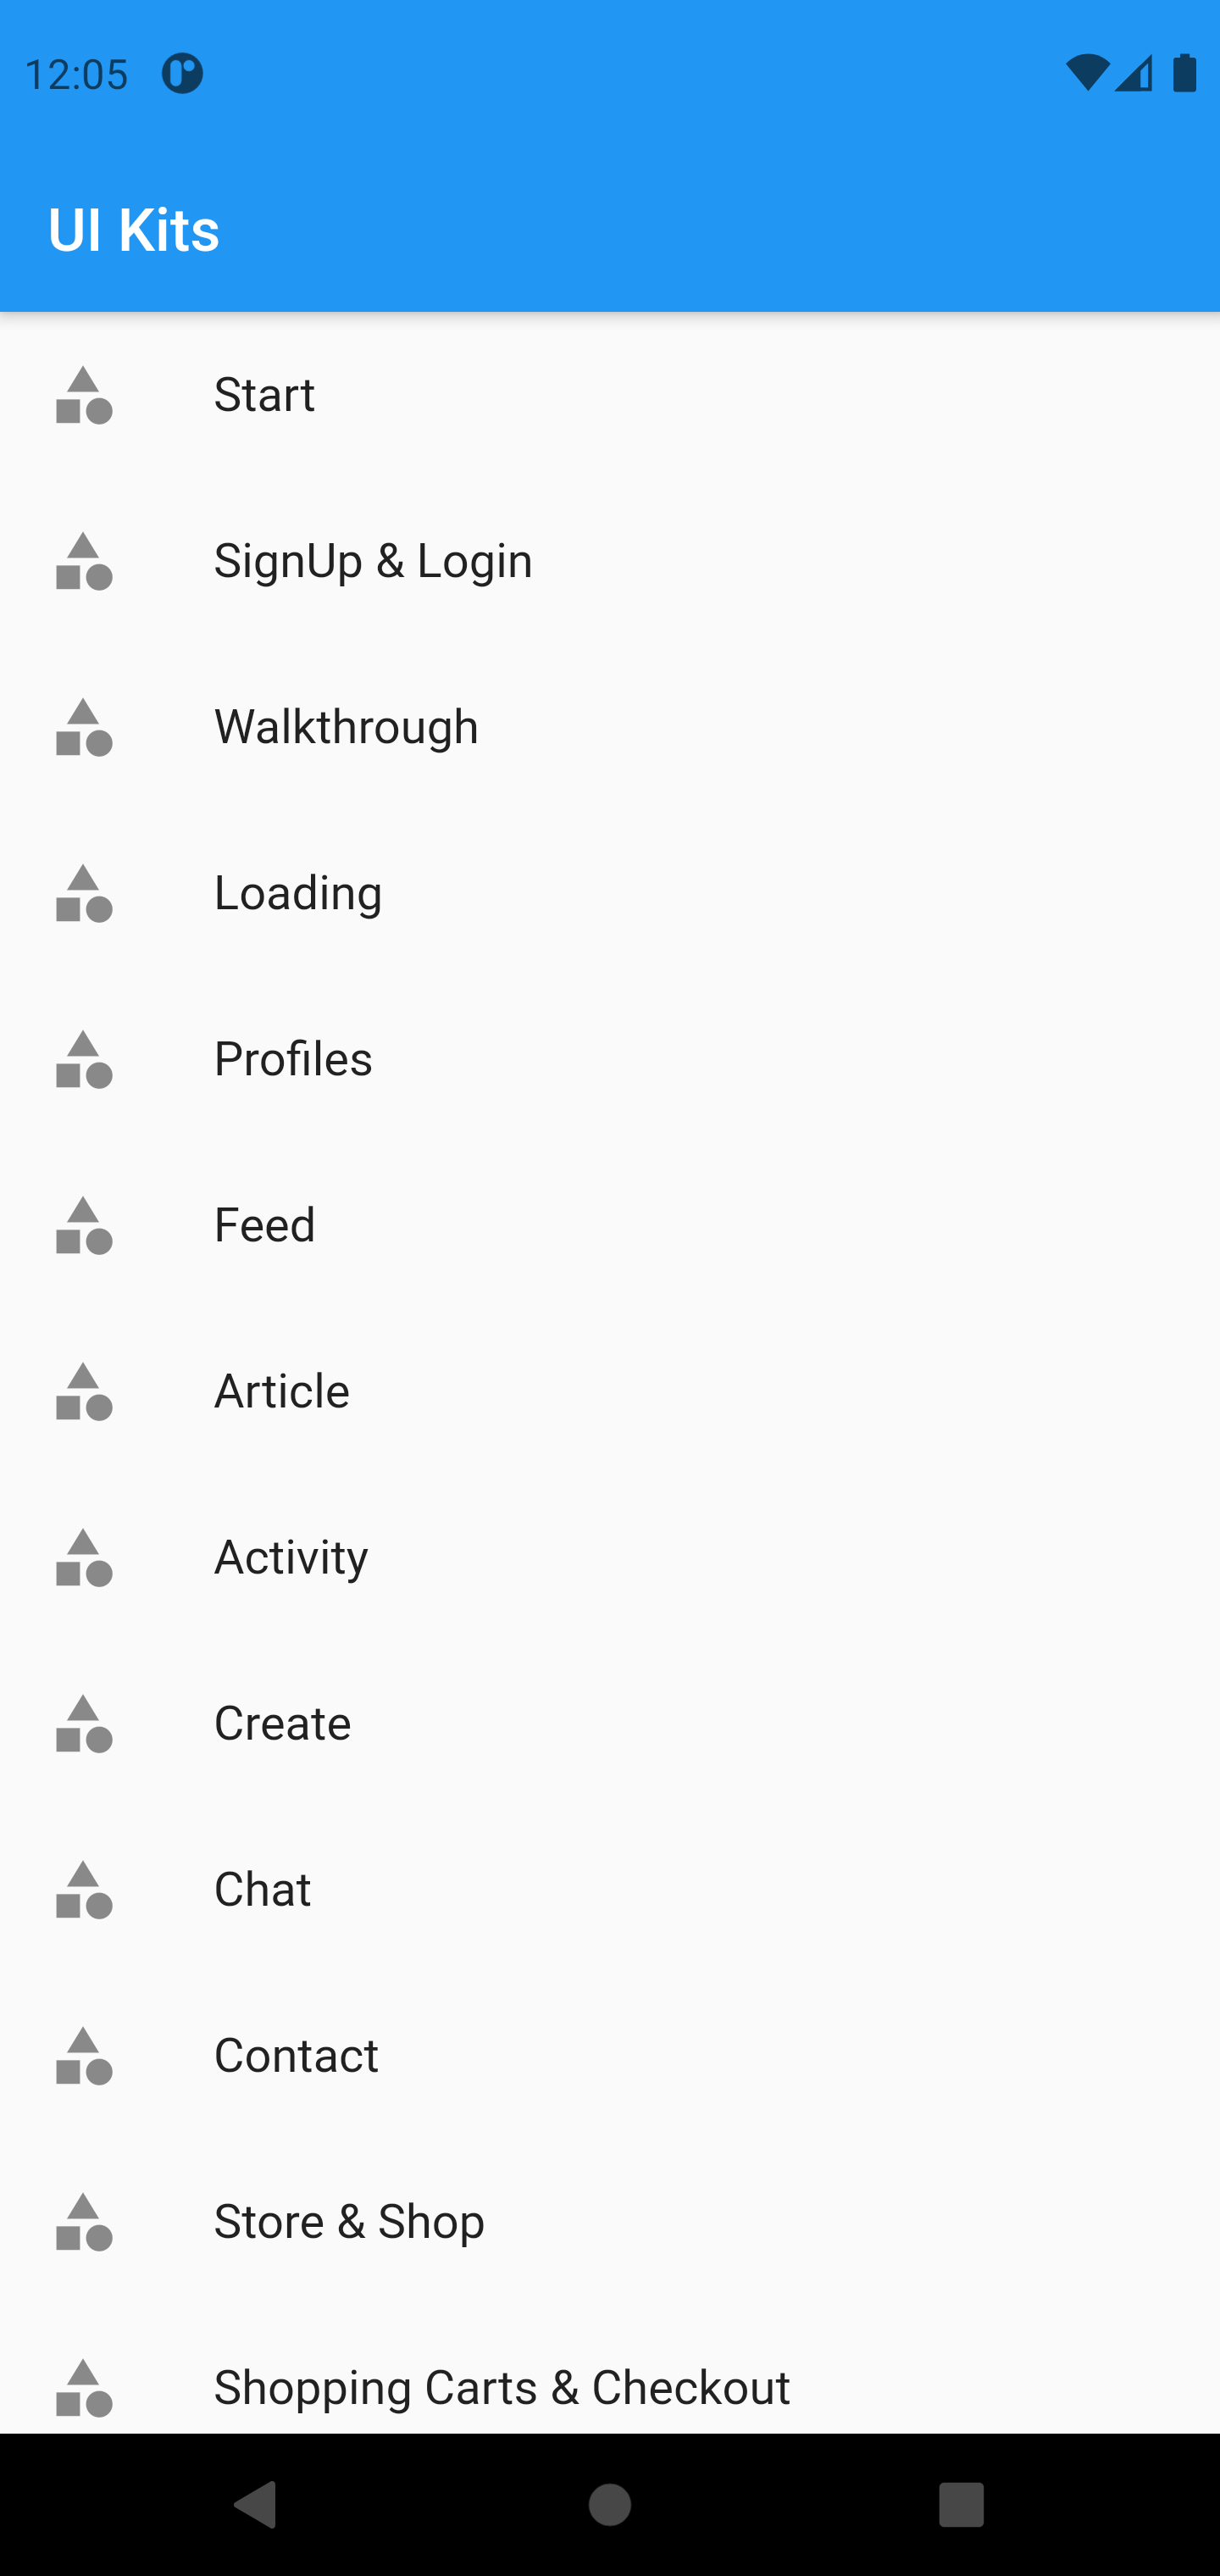 12:05
UI Kits
Start
SignUp & Login
Walkthrough
Loading
Profiles
Feed
Article
Activity
Create
Chat
Contact
Store & Shop
Shopping Carts & Checkout